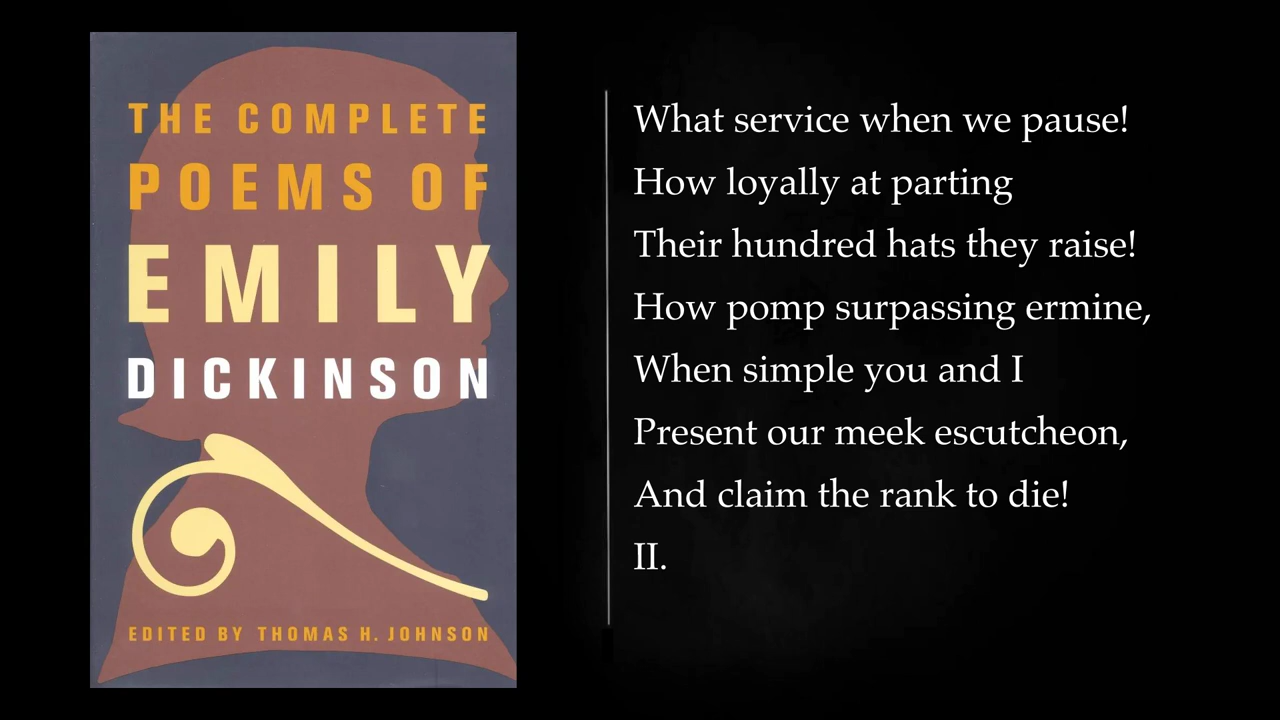 THE COMPLETE
POEMS OF
EMILY
DICKINSON
EDITED BY THOMAS H. JOHNSON
What service when we pause!
How loyally at parting
Their hundred hats they raise!
How pomp surpassing ermine,
When simple you and I
Present our meek escutcheon,
And claim the rank to die!
II.